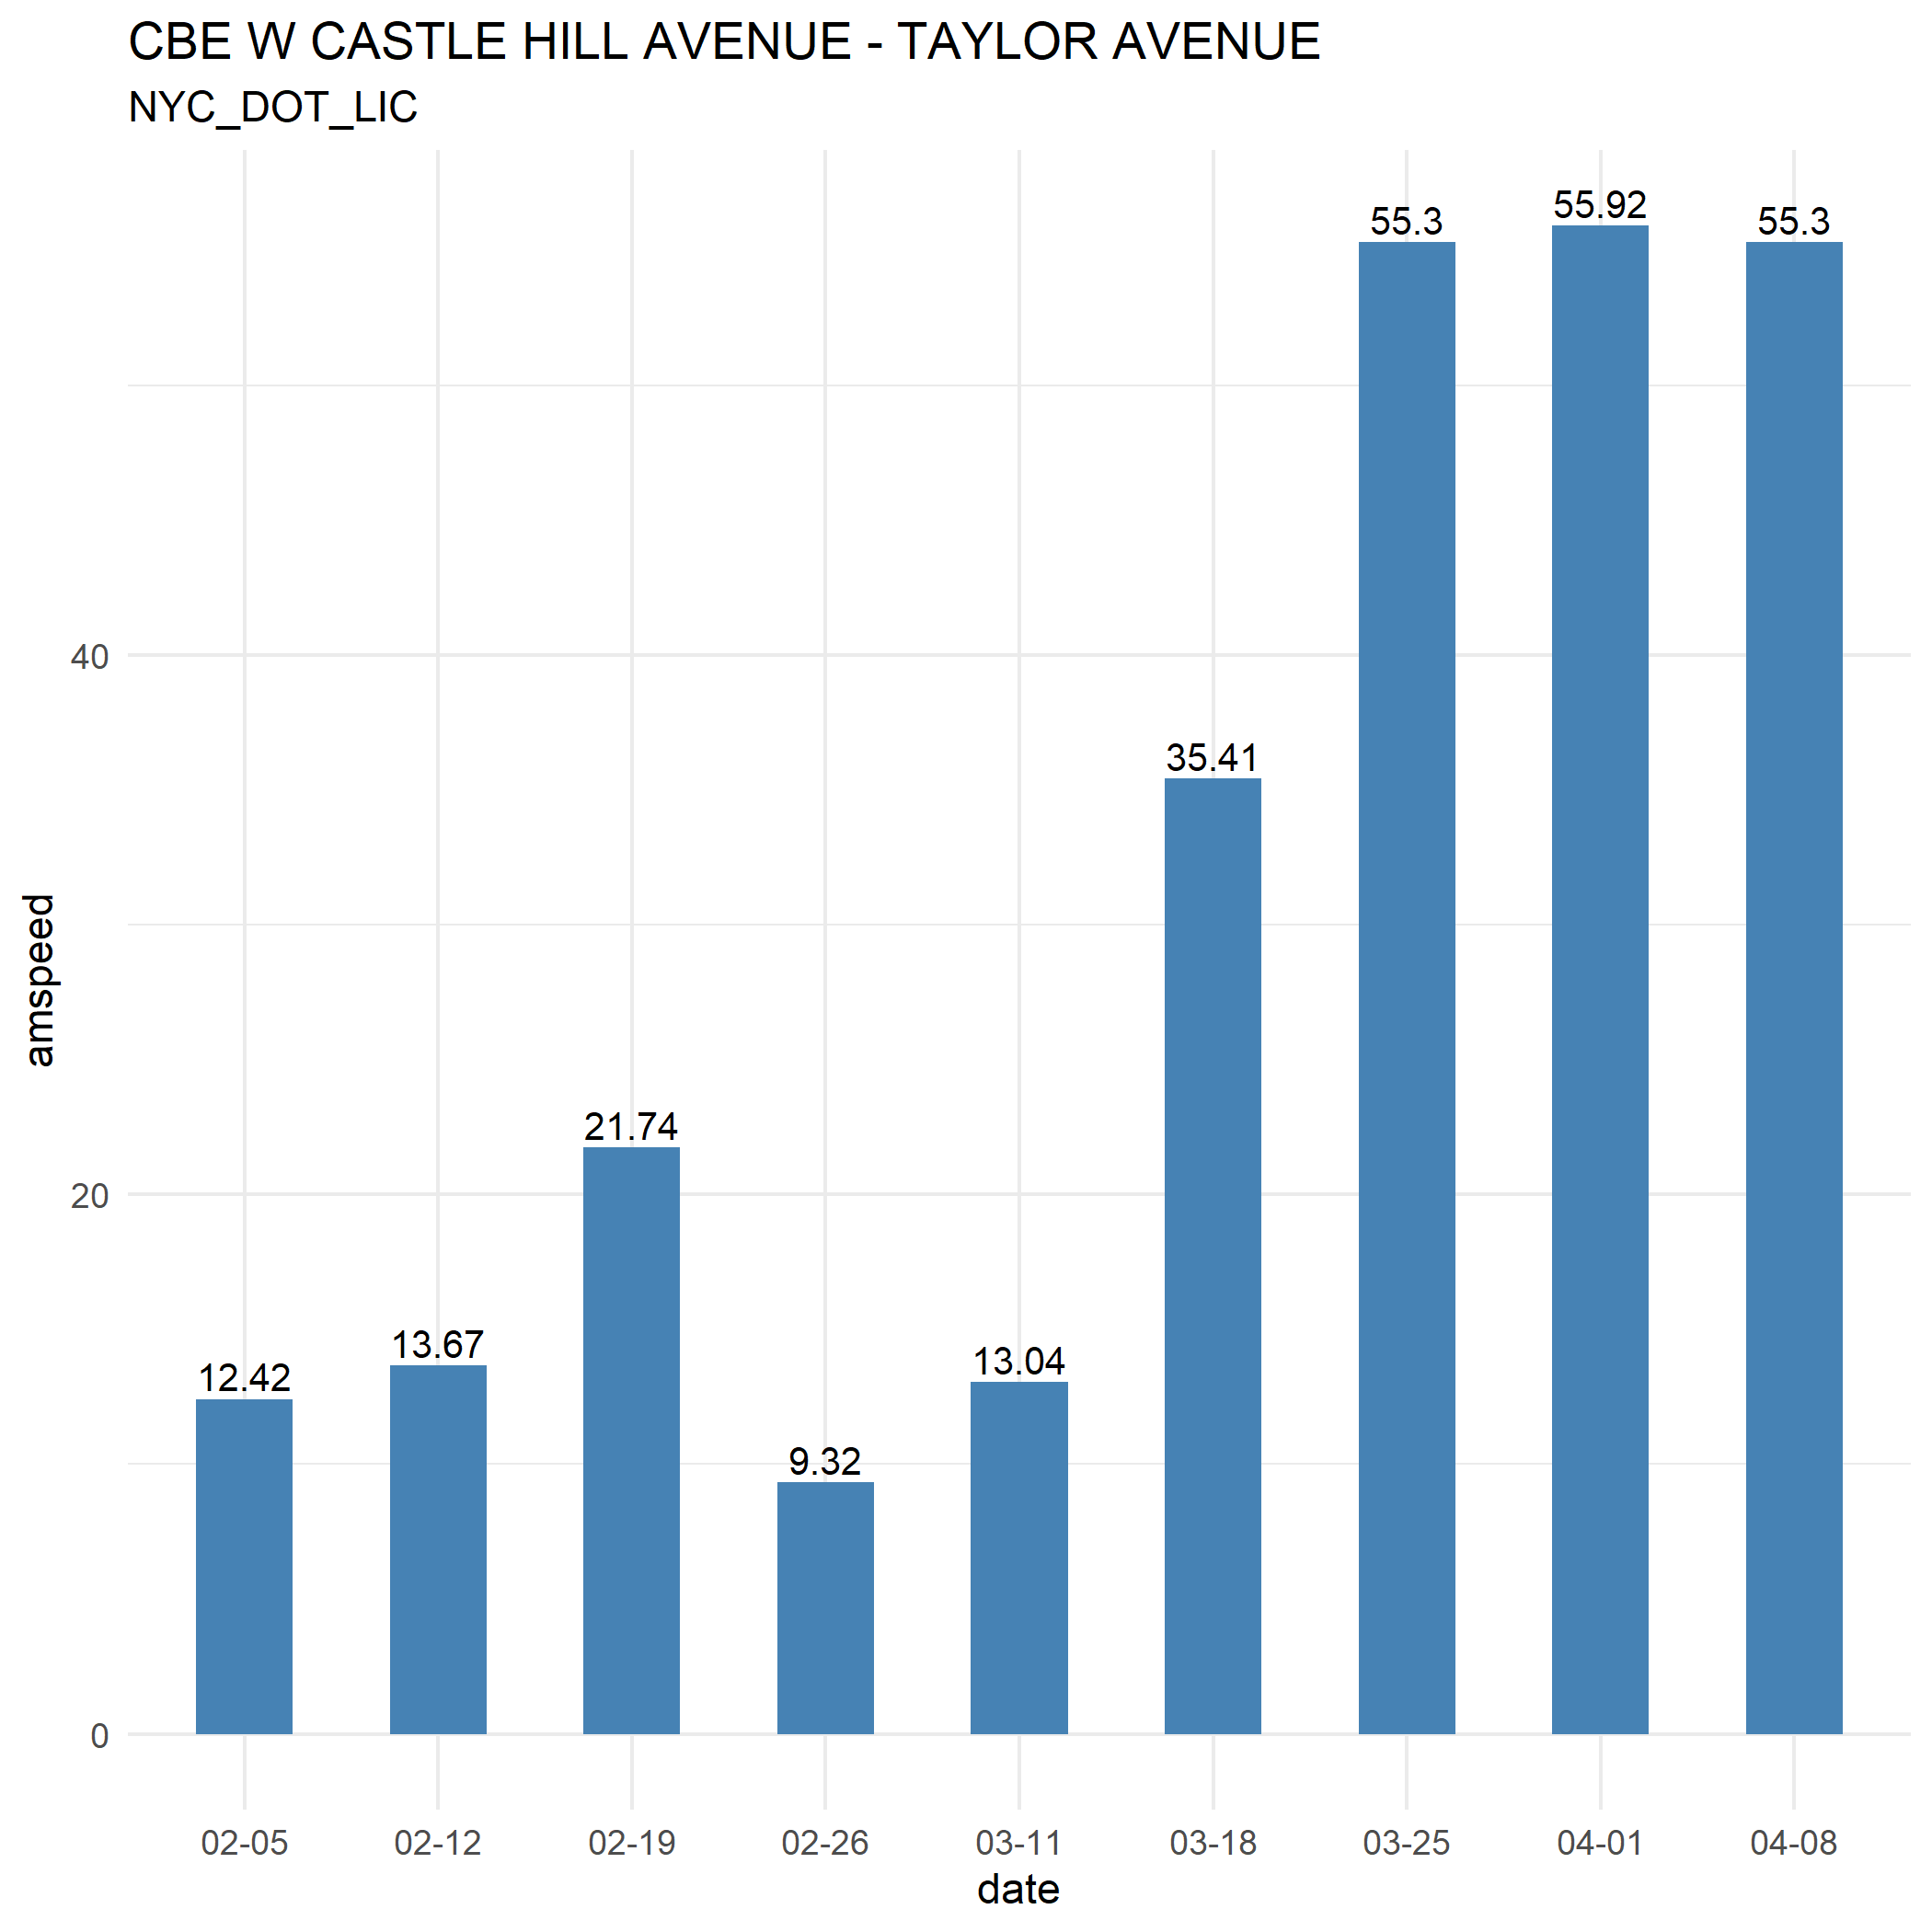 CBE W CASTLE HILL AVENUE - TAYLOR AVENUE
NYC_DOT_LIC
55.3
55.92
55.3
40
35.41
amspeed
21.74
20
13.67
13.04
12.42
9.32
0
02-05 02-12 02-19 02-26 03-11 03-18 03-25 04-01 04-08
date